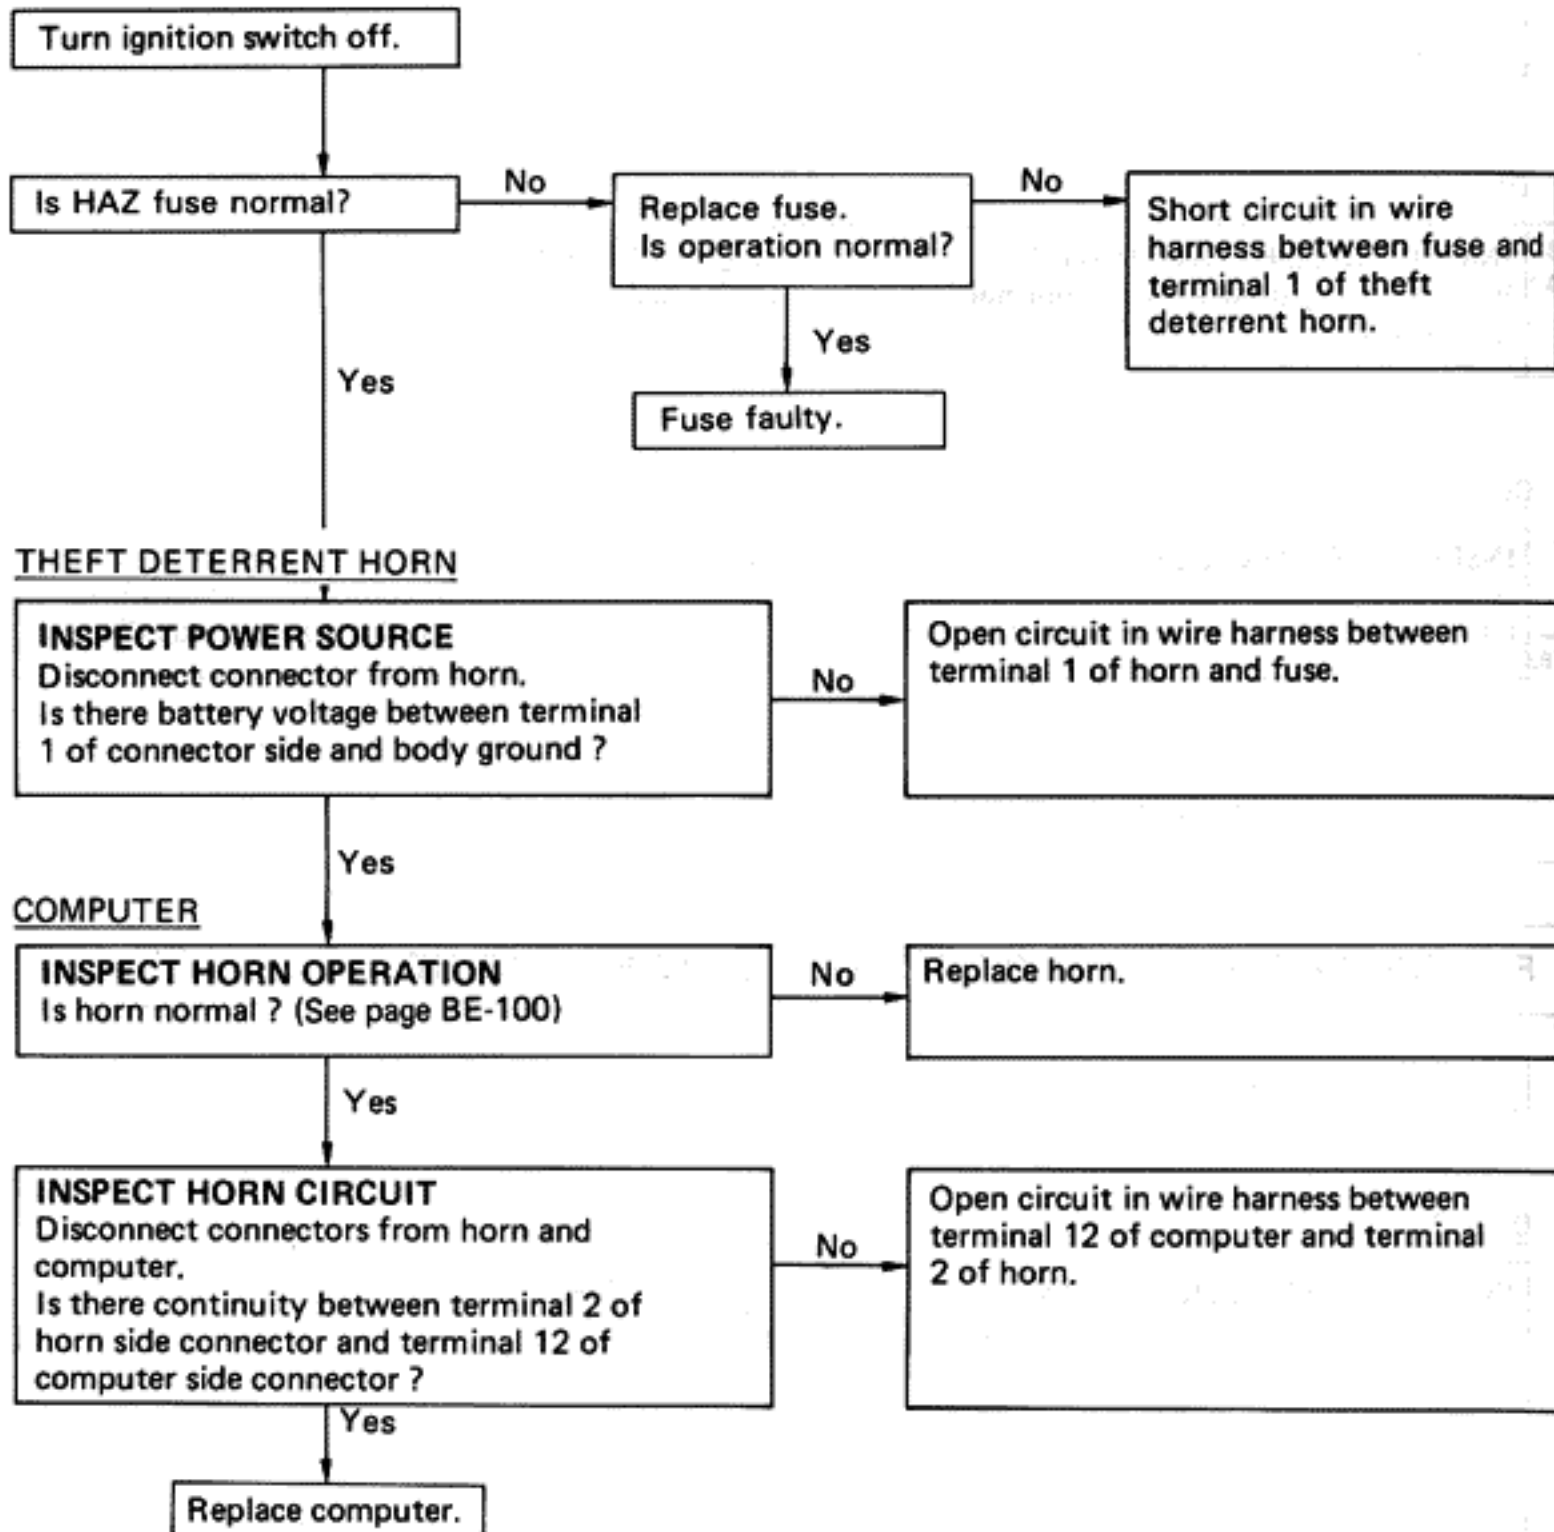 Turn ignition switch off.
Is HAZ fuse normal?
No
Replace fuse.
Is operation normal?
No
Short circuit in wire
harness between fuse and
terminal 1 of theft
deterrent horn.
Yes
Fuse faulty.
Yes
THEFT DETERRENT HORN
INSPECT POWER SOURCE
Disconnect connector from horn.
Is there battery voltage between terminal
1 of connector side and body ground ?
No
Open circuit in wire harness between
terminal 1 of horn and fuse.
Yes
COMPUTER
INSPECT HORN OPERATION
Is horn normal ? (See page BE-100)
No
Replace horn.
Yes
INSPECT HORN CIRCUIT
Disconnect connectors from horn and
computer.
Is there continuity between terminal 2 of
horn side connector and terminal 12 of
computer side connector ?
No
Open circuit in wire harness between
terminal 12 of computer and terminal
2 of horn.
Yes
Replace computer.